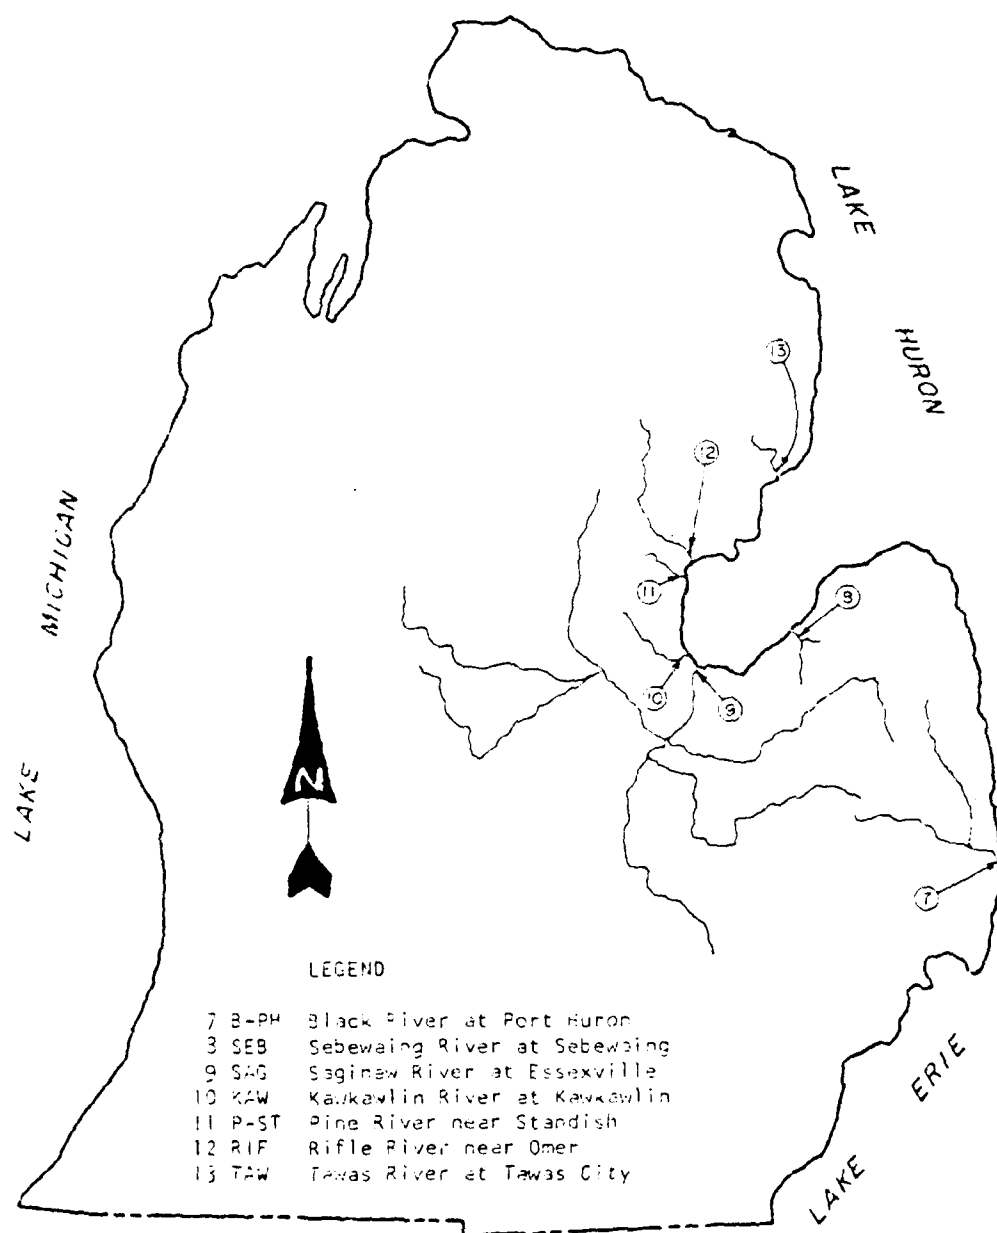 LAKE
HURON
13
12
MICHIGAN
11
8
10
9
LAKE
N
7
LEGEND
7 B-PH Black River at Port Huron
8 SEB Sebewaing River at Sebewaing
9 SAG Saginaw River at Essexville
10 KAW Kawkawlin River at Kawkawlin
11 P-ST Pine River near Standish
12 RIF Rifle River near Omer
13 TAW Tawas River at Tawas City
ERIE
LAKE